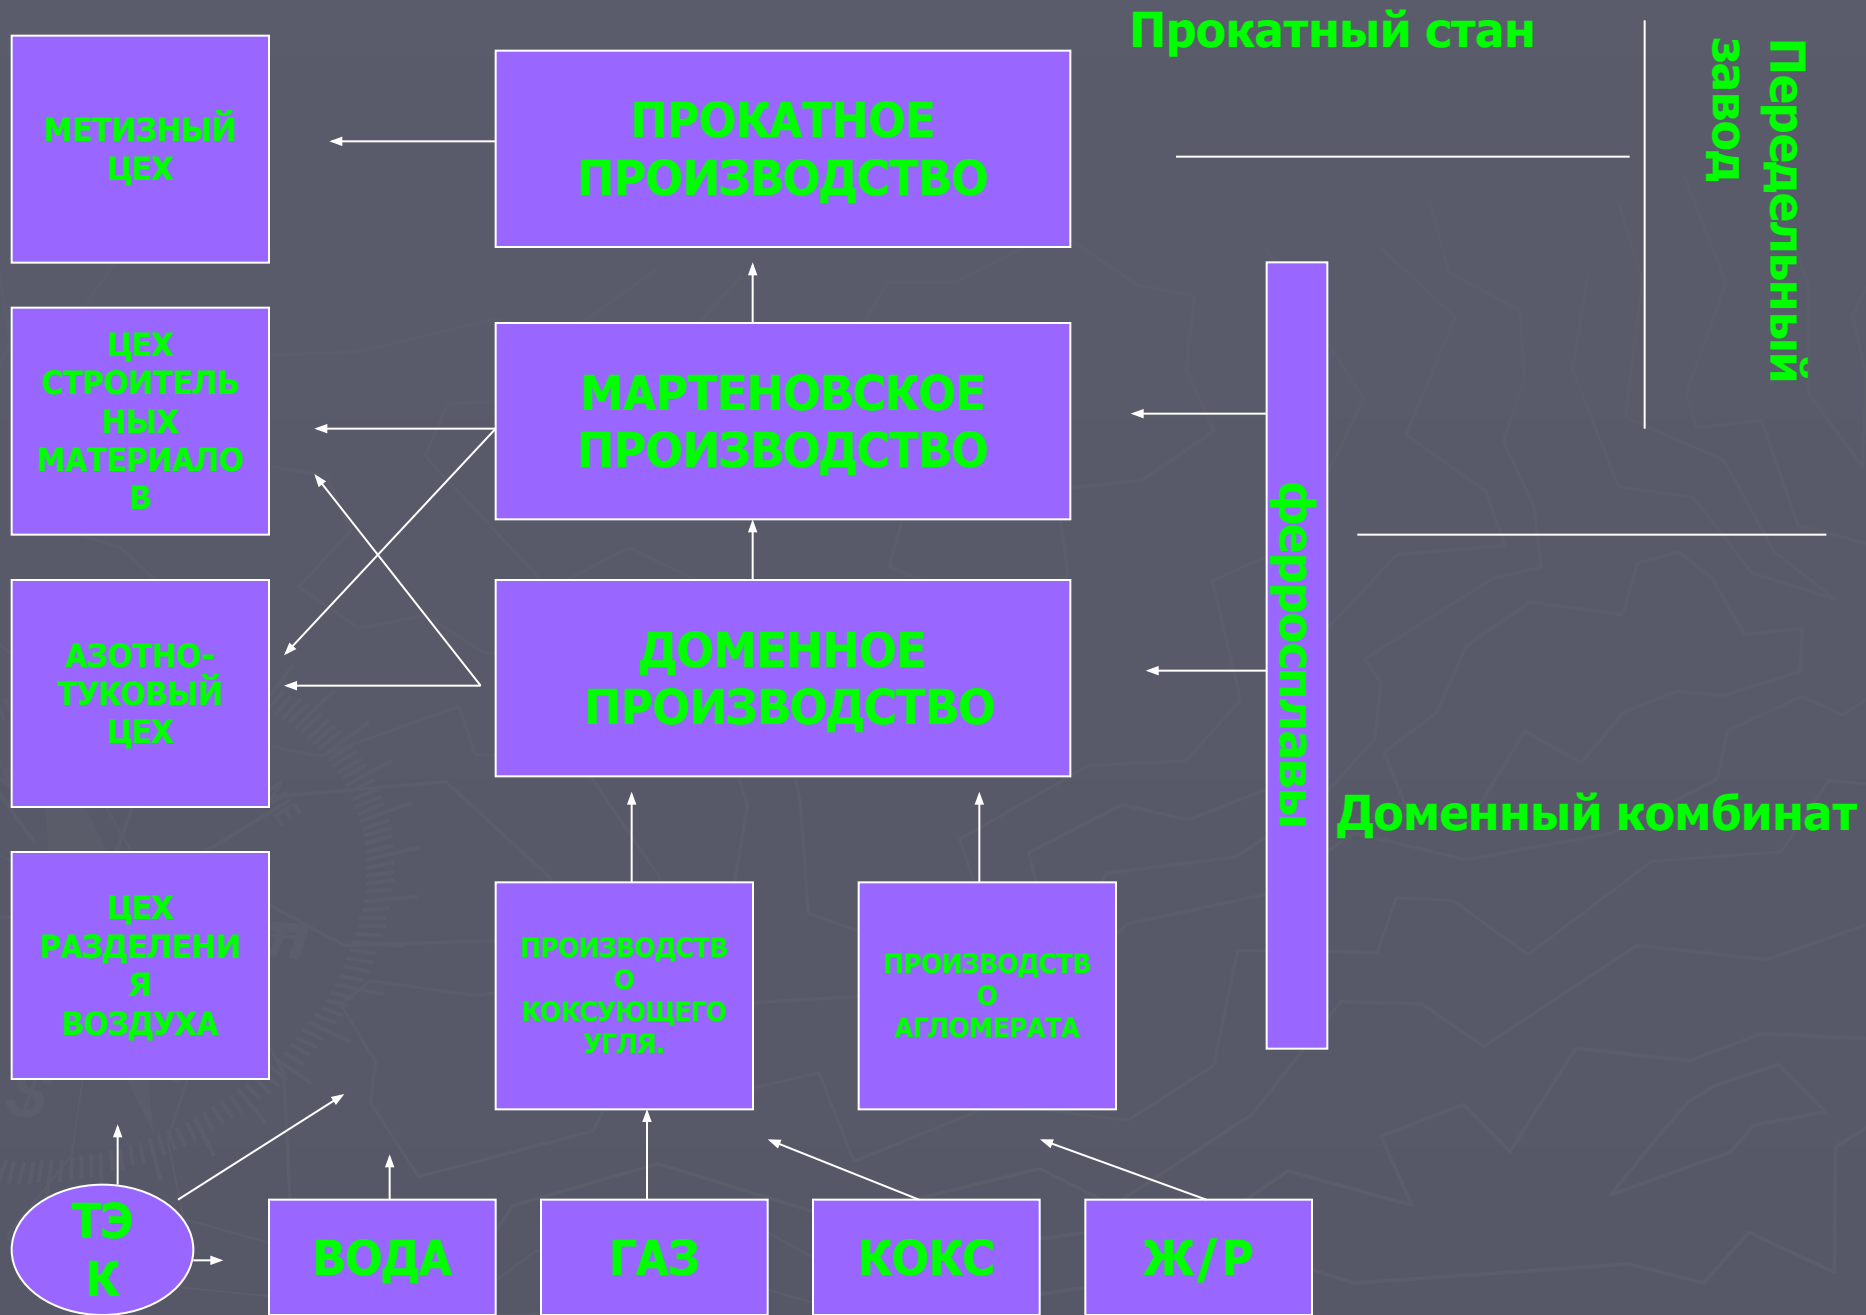 Прокатный стан
Передельный
завод
МЕТИЗНЫЙ
ЦЕХ
ПРОКАТНОЕ
ПРОИЗВОДСТВО
ЦЕХ
СТРОИТЕЛЬ
НЫХ
МАТЕРИАЛО
В
МАРТЕНОВСКОЕ
ПРОИЗВОДСТВО
ферросплавы
АЗОТНО-
ТУКОВЫЙ
ЦЕХ
ДОМЕННОЕ
ПРОИЗВОДСТВО
Доменный комбинат
ЦЕХ
РАЗДЕЛЕНИ
Я
ВОЗДУХА
ПРОИЗВОДСТВ
О
КОКСУЮЩЕГО
УГЛЯ.
ПРОИЗВОДСТВ
О
АГЛОМЕРАТА
ТЭ
К
ВОДА
ГАЗ
КОКС
Ж/Р